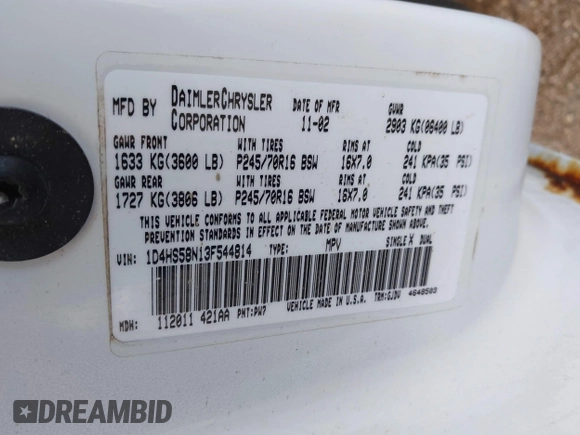 MFD BY DAIMLERCHRYSLER CORPORATION DATE OF MFR 11-02 GVWR 2903 KG(06400 LB)
GAWR FRONT WITH TIRES RIMS AT COLD
1633 KG(3600 LB) P245/70R16 BSW 16X7.0 241 KPA(35 PSI)
GAWR REAR WITH TIRES RIMS AT COLD
1727 KG(3806 LB) P245/70R16 BSW 16X7.0 241 KPA(35 PSI)
THIS VEHICLE CONFORMS TO ALL APPLICABLE FEDERAL MOTOR VEHICLE SAFETY AND THEFT
PREVENTION STANDARDS IN EFFECT ON THE DATE OF MANUFACTURE SHOWN ABOVE.
VIN: 1D4HS58N13F544814 TYPE: MPV SINGLE X DUAL
MDH: 112011 421AA PNT:PW7 VEHICLE MADE IN U.S.A. TRM:GJDV 4648503
DREAMBID